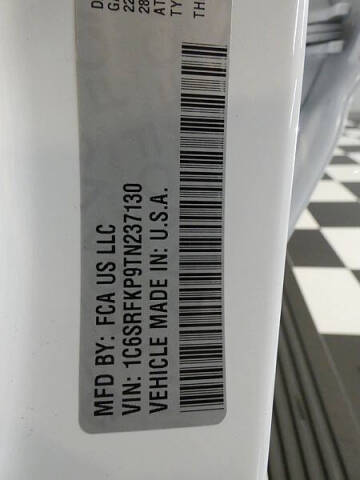 MFD BY: FCA US LLC
VIN: 1C6SRFKP9TN237130
VEHICLE MADE IN: U.S.A.